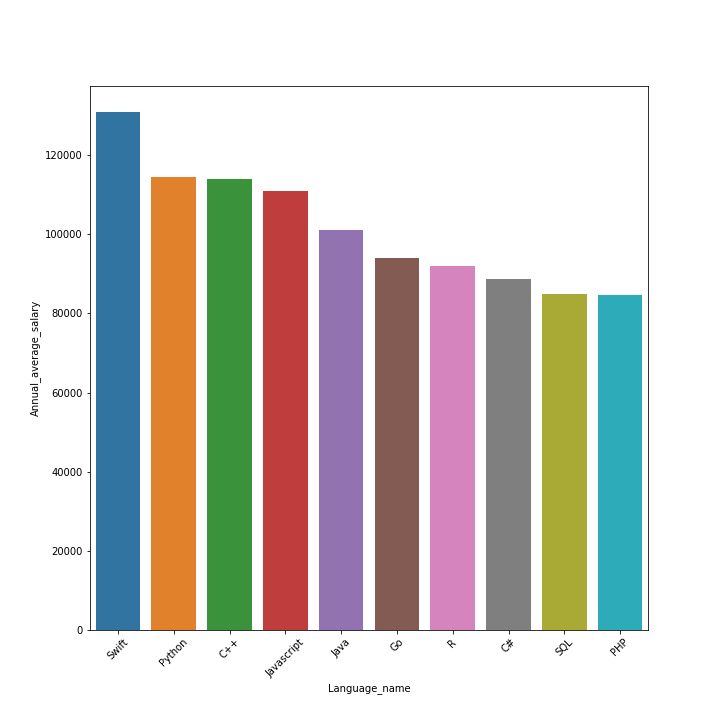 Annual_average_salary
120000
100000
80000
60000
40000
20000
0
Swift
Python
C++
Javascript
Java
Go
R
C#
SQL
PHP
Language_name